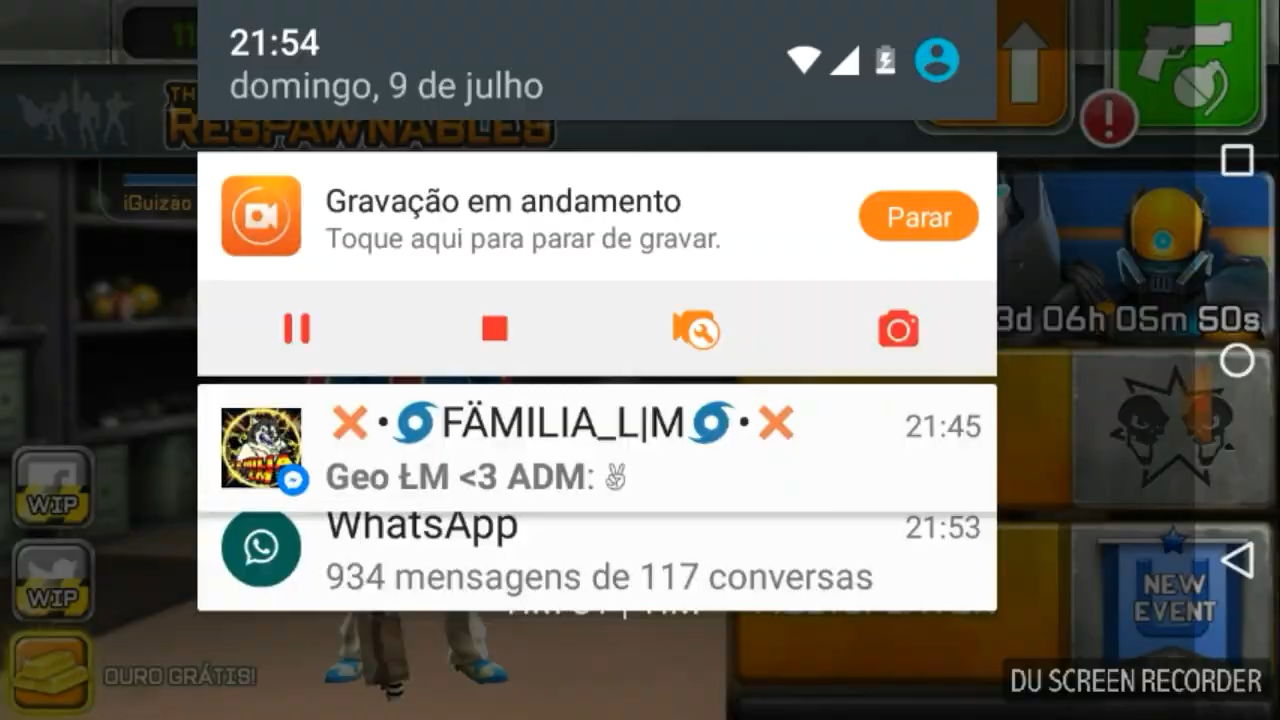 21:54
domingo, 9 de julho
TH
RESPAWNABLES
iGuizão
Gravação em andamento
Toque aqui para parar de gravar.
Parar
3d 06h 05m 50s
❌•🌀FÄMILIA_L|M🌀•❌
21:45
Geo ŁM <3 ADM: ✌
WhatsApp
21:53
934 mensagens de 117 conversas
WIP
WIP
NEW
EVENT
OURO GRÁTIS!
DU SCREEN RECORDER